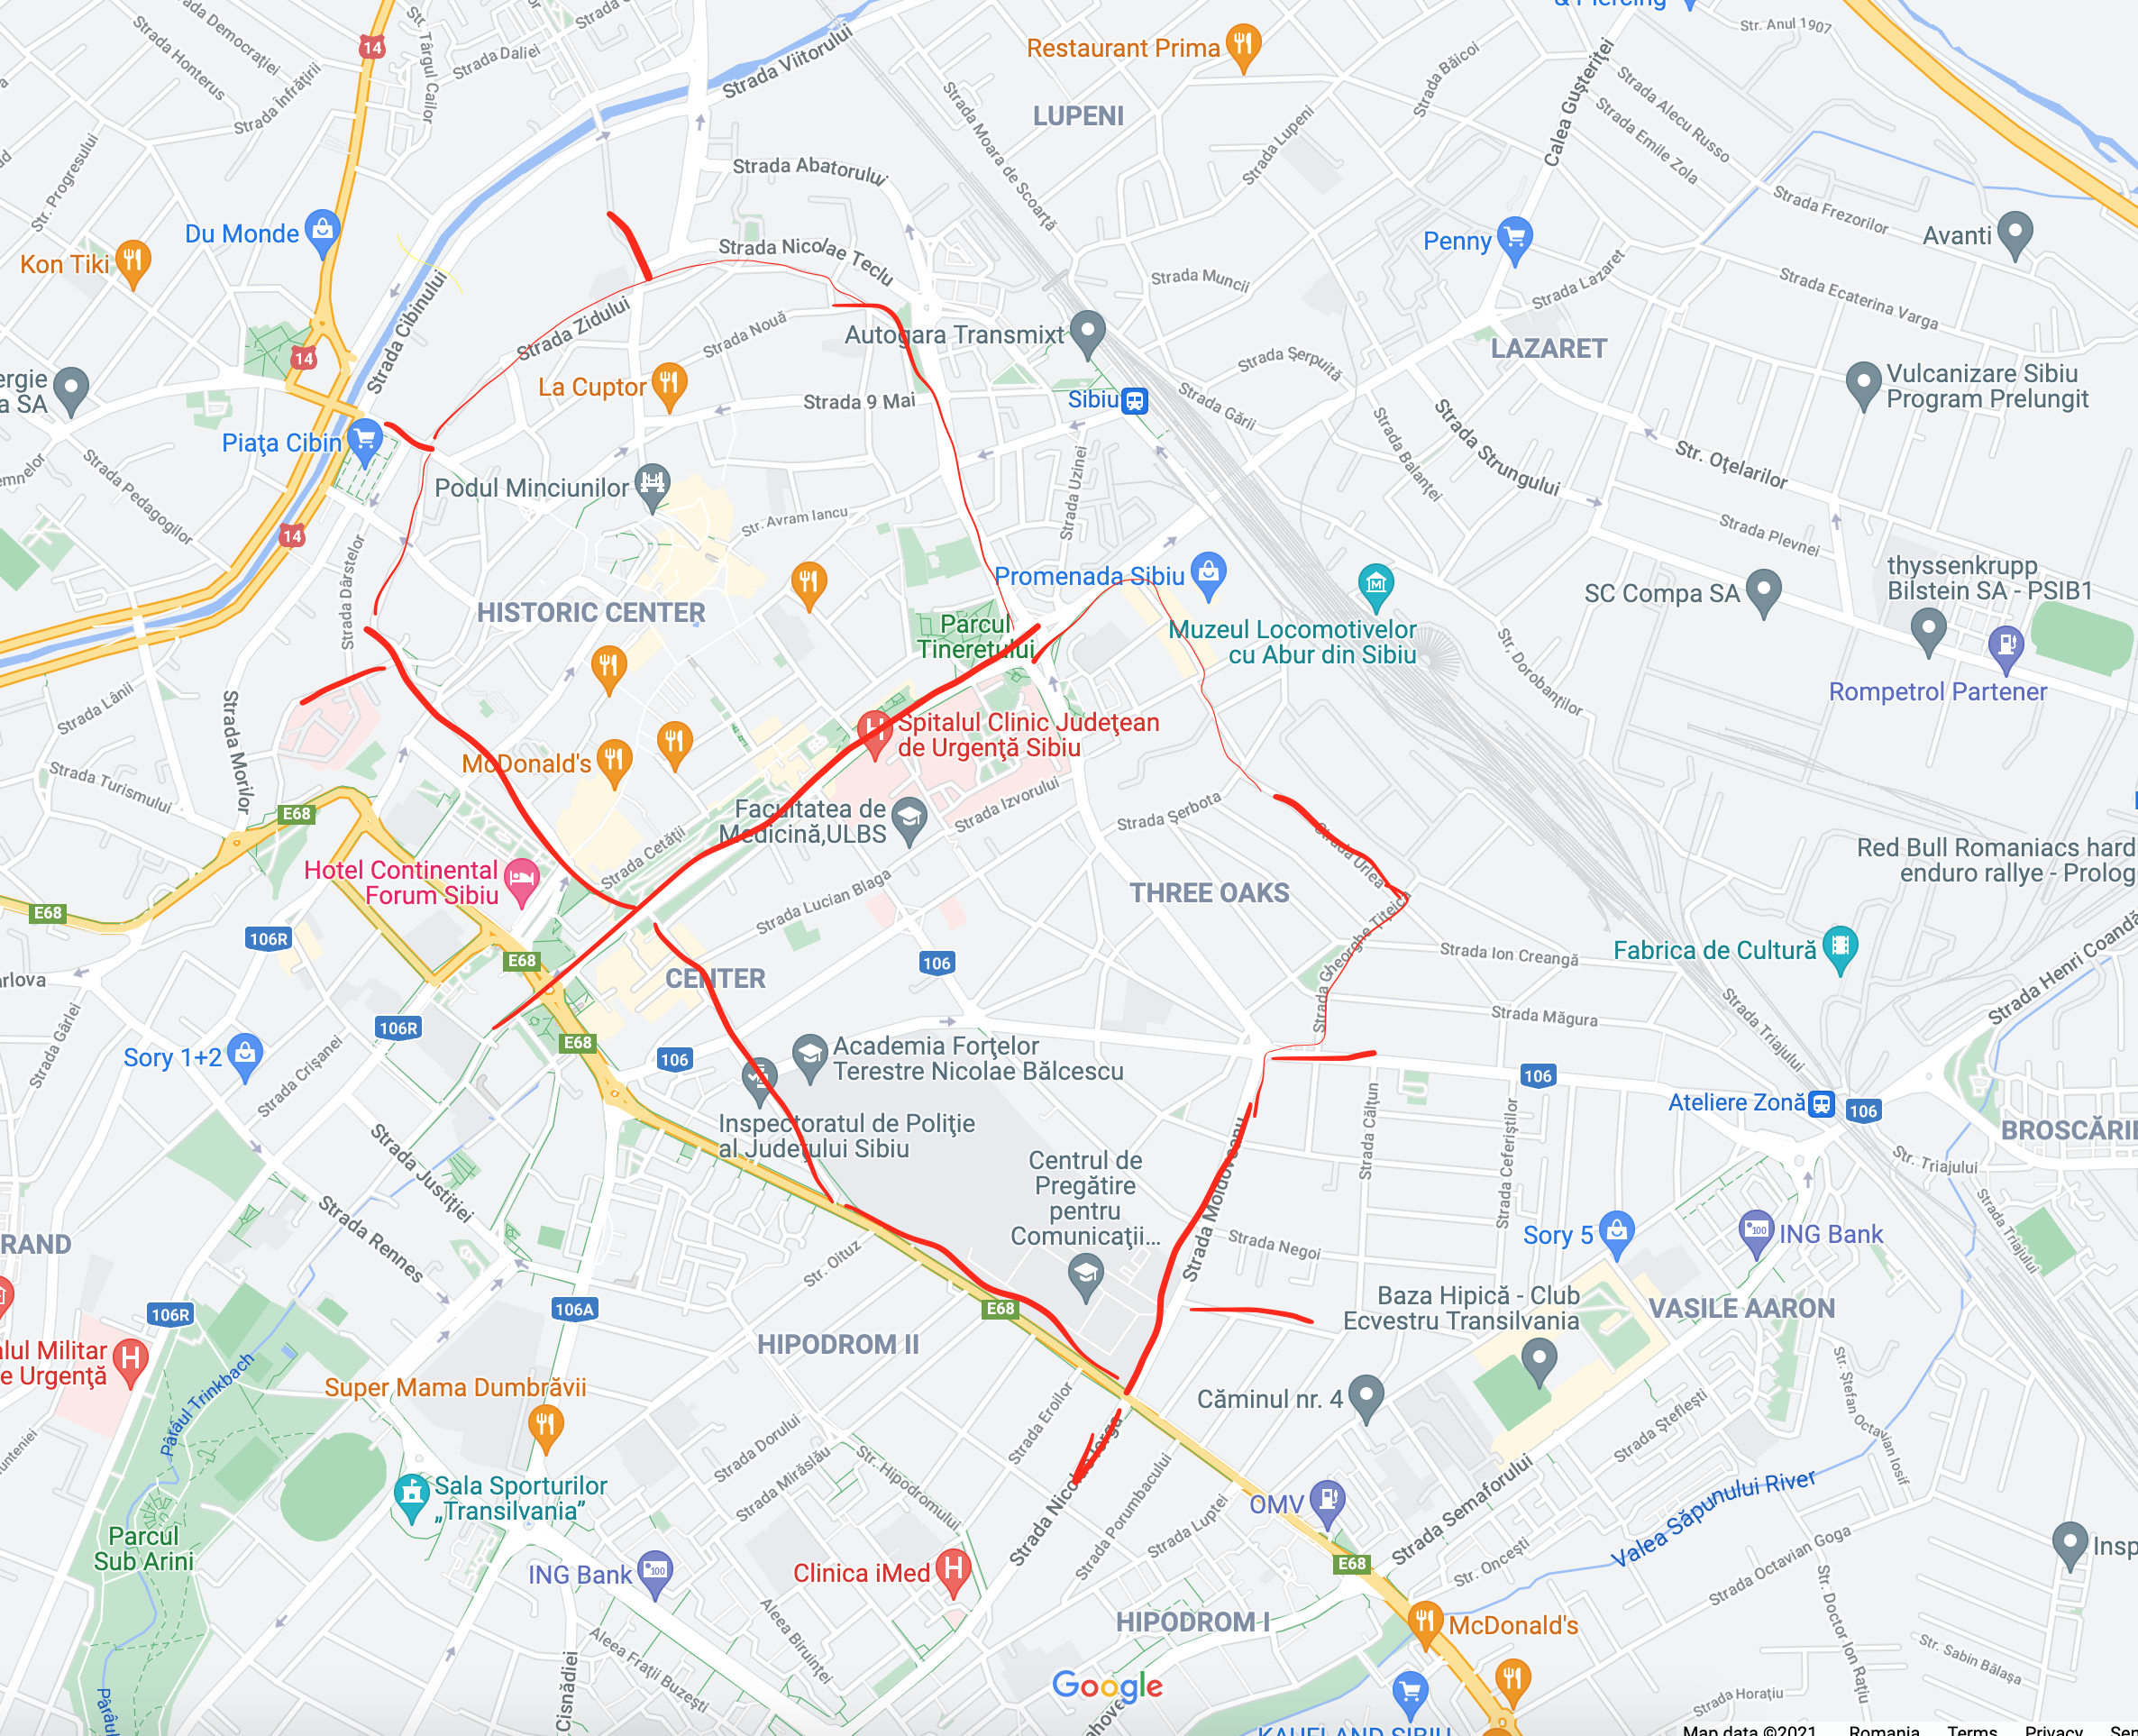 & Piercing
Str. Anul 1907
Strada Democrației
Strada Honterus
Strada Înfrățirii
Str. Târgul Cailor
Strada Daliei
14
Strada Viitorului
Restaurant Prima
LUPENI
Strada Băicoi
Calea Gușteriței
Strada Alecu Russo
Strada Emile Zola
Str. Progresului
Strada Moara de Scoarță
Strada Lupeni
Strada Abatorului
Strada Frezorilor
Du Monde
Kon Tiki
Strada Nicolae Teclu
Penny
Avanti
Strada Cibinului
Strada Muncii
Strada Lazaret
Strada Ecaterina Varga
Strada Zidului
Strada Nouă
Autogara Transmixt
Strada Șerpuită
LAZARET
14
ergie
a SA
La Cuptor
Strada 9 Mai
Sibiu
Strada Gării
Vulcanizare Sibiu
Program Prelungit
Piața Cibin
Strada Balanței
Strada Strungului
Str. Oțelarilor
Strada Pedagogilor
Podul Minciunilor
Strada Uzinei
Str. Avram Iancu
14
Strada Plevnei
Strada Dârstelor
Promenada Sibiu
thyssenkrupp
Bilstein SA - PSIB1
SC Compa SA
HISTORIC CENTER
Parcul
Tineretului
Muzeul Locomotivelor
cu Abur din Sibiu
Str. Dorobanților
Rompetrol Partener
Strada Lânii
Strada Morilor
Spitalul Clinic Județean
de Urgență Sibiu
Strada Turismului
McDonald's
E68
Facultatea de
Medicină,ULBS
Strada Izvorului
Strada Șerbota
Strada Urlea
Strada Cetății
Red Bull Romaniacs hard
enduro rallye - Prolog
Hotel Continental
Forum Sibiu
THREE OAKS
Strada Lucian Blaga
Strada Gheorghe Țițeica
E68
106R
E68
106
CENTER
Strada Ion Creangă
Fabrica de Cultură
Strada Henri Coandă
arlova
Strada Gârlei
106R
E68
Strada Măgura
Strada Triajului
Sory 1+2
Strada Crișanei
106
Academia Forțelor
Terestre Nicolae Bălcescu
106
Ateliere Zonă
106
Inspectoratul de Poliție
al Județului Sibiu
Strada Călțun
Strada Ceferiștilor
BROSCĂRIE
Strada Justiției
Strada Moldoveanu
Str. Triajului
Centrul de
Pregătire
pentru
Comunicații...
Strada Rennes
Strada Triajului
RAND
Str. Oituz
Strada Negoi
Sory 5
ING Bank
106R
106A
E68
Baza Hipică - Club
Ecvestru Transilvania
VASILE AARON
HIPODROM II
alul Militar
e Urgență
Pârâul Trinkbach
Super Mama Dumbrăvii
Căminul nr. 4
Str. Ștefan Octavian Iosif
Strada Șteflești
Strada Eroilor
Strada Dorului
Strada Mirăslău
Str. Hipodromului
Strada Nicolae Iorga
Strada Porumbacului
Strada Luptei
Sala Sporturilor
„Transilvania”
OMV
Strada Semaforului
Valea Săpunului River
Parcul
Sub Arini
ING Bank
Clinica iMed
E68
Str. Oncești
Strada Octavian Goga
Insp
Aleea Biruinței
Aleea Frații Buzești
HIPODROM I
McDonald's
Str. Doctor Ion Rațiu
Str. Sabin Bălașa
Cisnădiei
Google
Strada Horațiu
Pârâul
KAUFLAND SIBIU
Map data ©2021 Romania Terms Privacy Sen